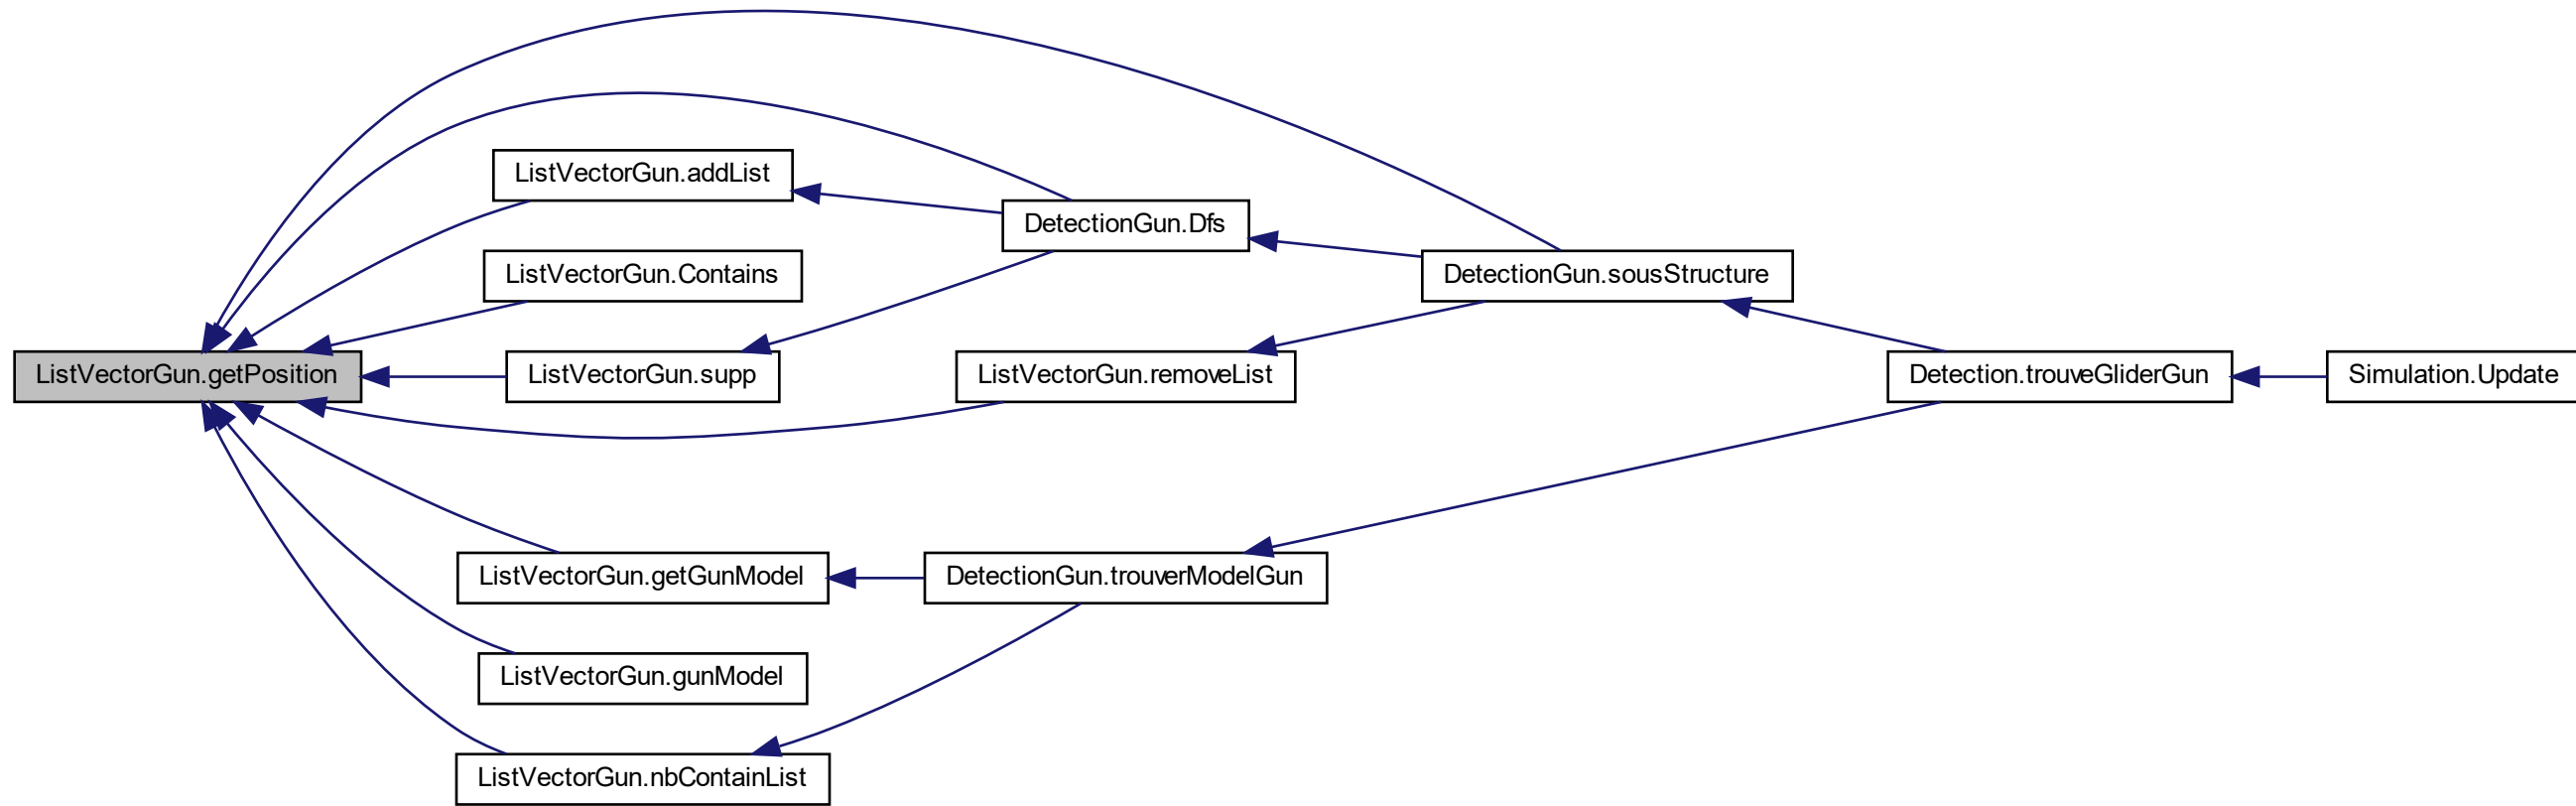 ListVectorGun.addList
DetectionGun.Dfs
ListVectorGun.Contains
DetectionGun.sousStructure
ListVectorGun.getPosition
ListVectorGun.supp
ListVectorGun.removeList
Detection.trouveGliderGun
Simulation.Update
ListVectorGun.getGunModel
DetectionGun.trouverModelGun
ListVectorGun.gunModel
ListVectorGun.nbContainList